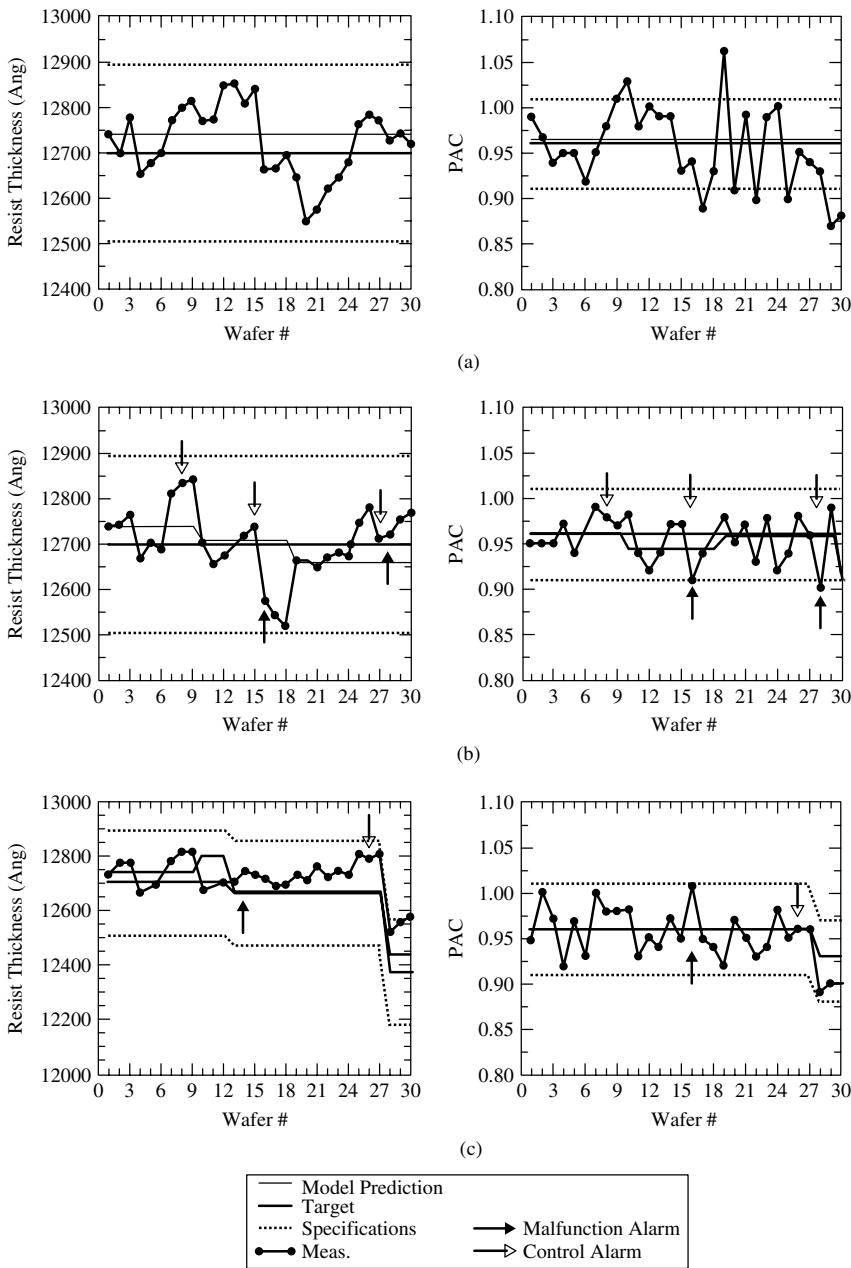 13000
12900
12800
12700
12600
12500
12400
Resist Thickness (Ang)
0 3 6 9 12 15 18 21 24 27 30
Wafer #
1.10
1.05
1.00
0.95
0.90
0.85
0.80
PAC
0 3 6 9 12 15 18 21 24 27 30
Wafer #
(a)
13000
12900
12800
12700
12600
12500
12400
Resist Thickness (Ang)
0 3 6 9 12 15 18 21 24 27 30
Wafer #
1.10
1.05
1.00
0.95
0.90
0.85
0.80
PAC
0 3 6 9 12 15 18 21 24 27 30
Wafer #
(b)
13000
12800
12600
12400
12200
12000
Resist Thickness (Ang)
0 3 6 9 12 15 18 21 24 27 30
Wafer #
1.10
1.05
1.00
0.95
0.90
0.85
0.80
PAC
0 3 6 9 12 15 18 21 24 27 30
Wafer #
(c)
Model Prediction
Target
Specifications
Meas.
Malfunction Alarm
Control Alarm